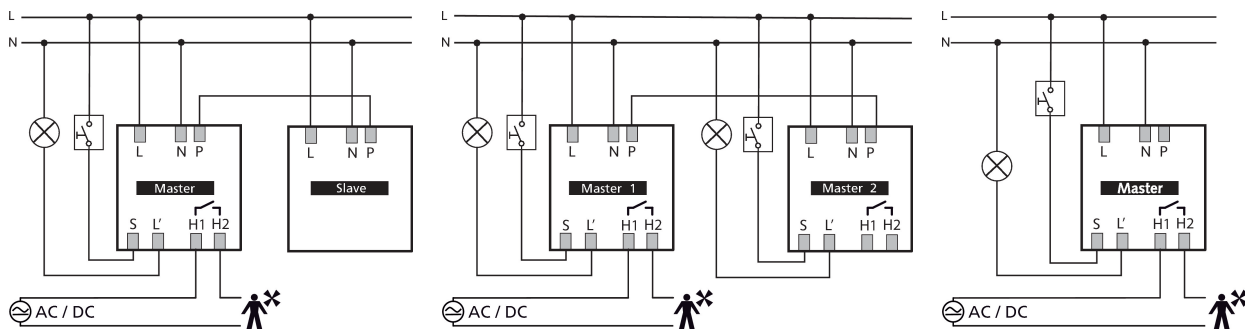 L
N
L N P
Master
S L' H1 H2
AC / DC
L N P
Slave
L
N
L N P
Master 1
S L' H1 H2
AC / DC
L N P
Master 2
S L' H1 H2
L
N
L N P
Master
S L' H1 H2
AC / DC